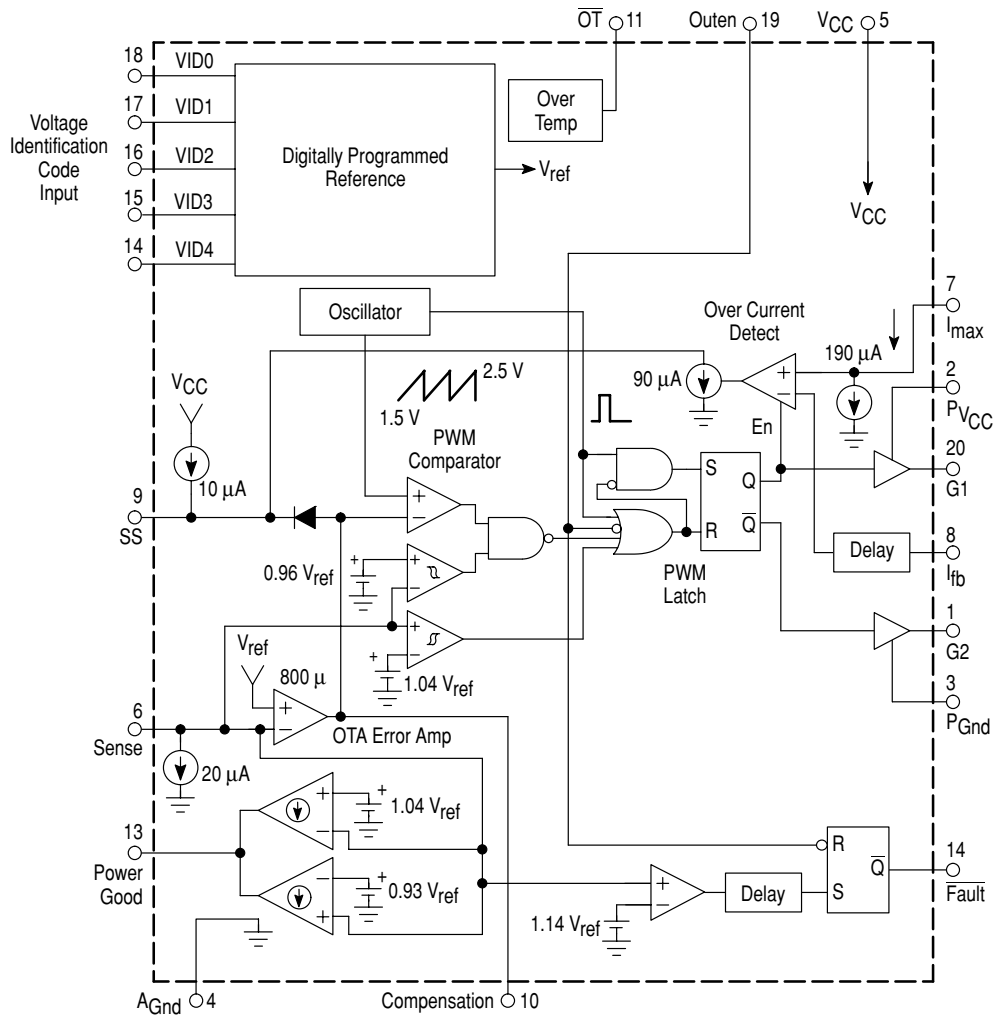 OT 11
Outen 19
VCC 5
18
VID0
17
VID1
16
VID2
15
VID3
14
VID4
Voltage
Identification
Code
Input
Digitally Programmed
Reference
Vref
Over
Temp
VCC
Oscillator
Over Current
Detect
7
Imax
190 μA
90 μA
2
PVCC
En
20
G1
VCC
10 μA
1.5 V
2.5 V
PWM
Comparator
9
SS
S
R
Q
Q
PWM
Latch
Delay
8
Ifb
0.96 Vref
1.04 Vref
1
G2
3
PGnd
Vref
800 μ
+
−
OTA Error Amp
6
Sense
20 μA
1.04 Vref
0.93 Vref
13
Power
Good
1.14 Vref
Delay
R
S
Q
14
Fault
AGnd 4
Compensation 10